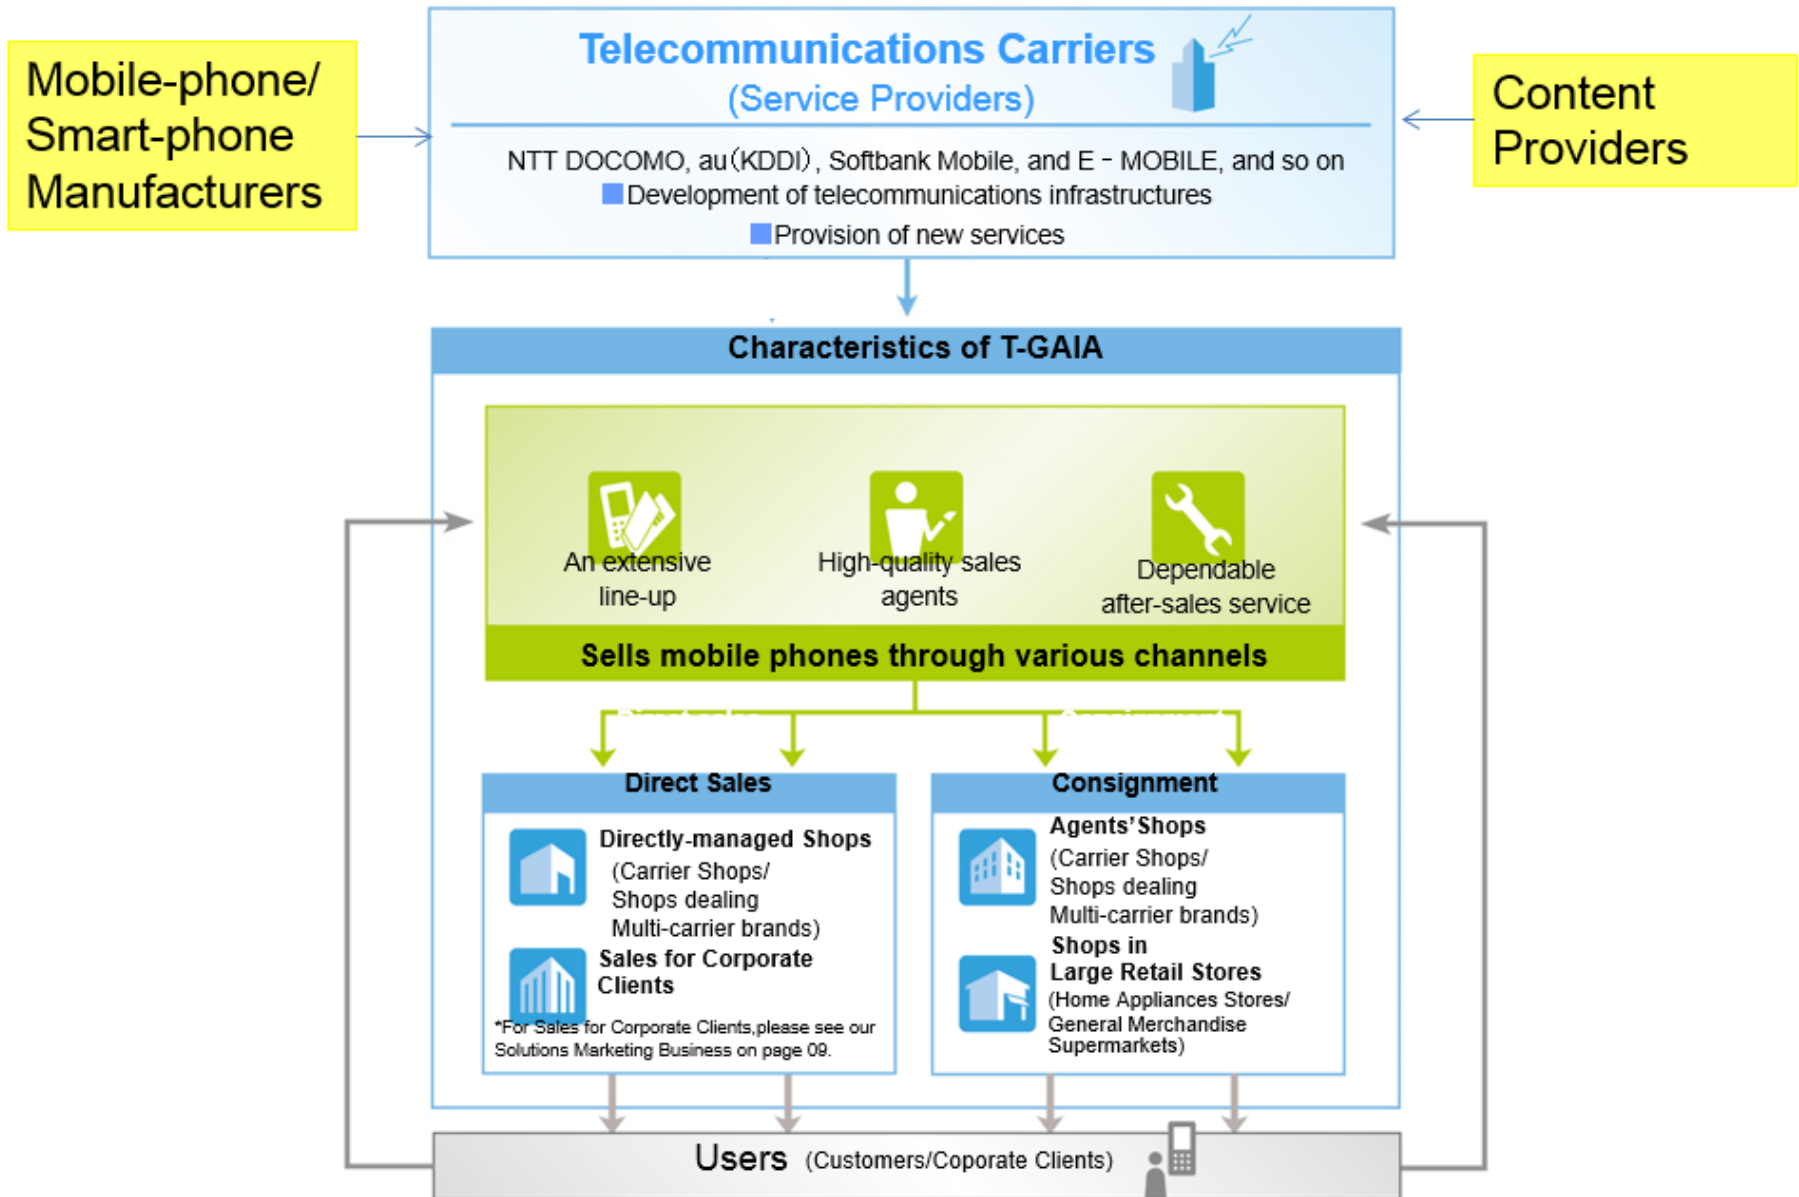 Mobile-phone/
Smart-phone
Manufacturers
Telecommunications Carriers
(Service Providers)
NTT DOCOMO, au(KDDI), Softbank Mobile, and E－MOBILE, and so on
Development of telecommunications infrastructures
Provision of new services
Content
Providers
Characteristics of T-GAIA
An extensive
line-up
High-quality sales
agents
Dependable
after-sales service
Sells mobile phones through various channels
Direct Sales
Directly-managed Shops
(Carrier Shops/
Shops dealing
Multi-carrier brands)
Sales for Corporate
Clients
*For Sales for Corporate Clients,please see our
Solutions Marketing Business on page 09.
Consignment
Agents’Shops
(Carrier Shops/
Shops dealing
Multi-carrier brands)
Shops in
Large Retail Stores
(Home Appliances Stores/
General Merchandise
Supermarkets)
Users (Customers/Coporate Clients)